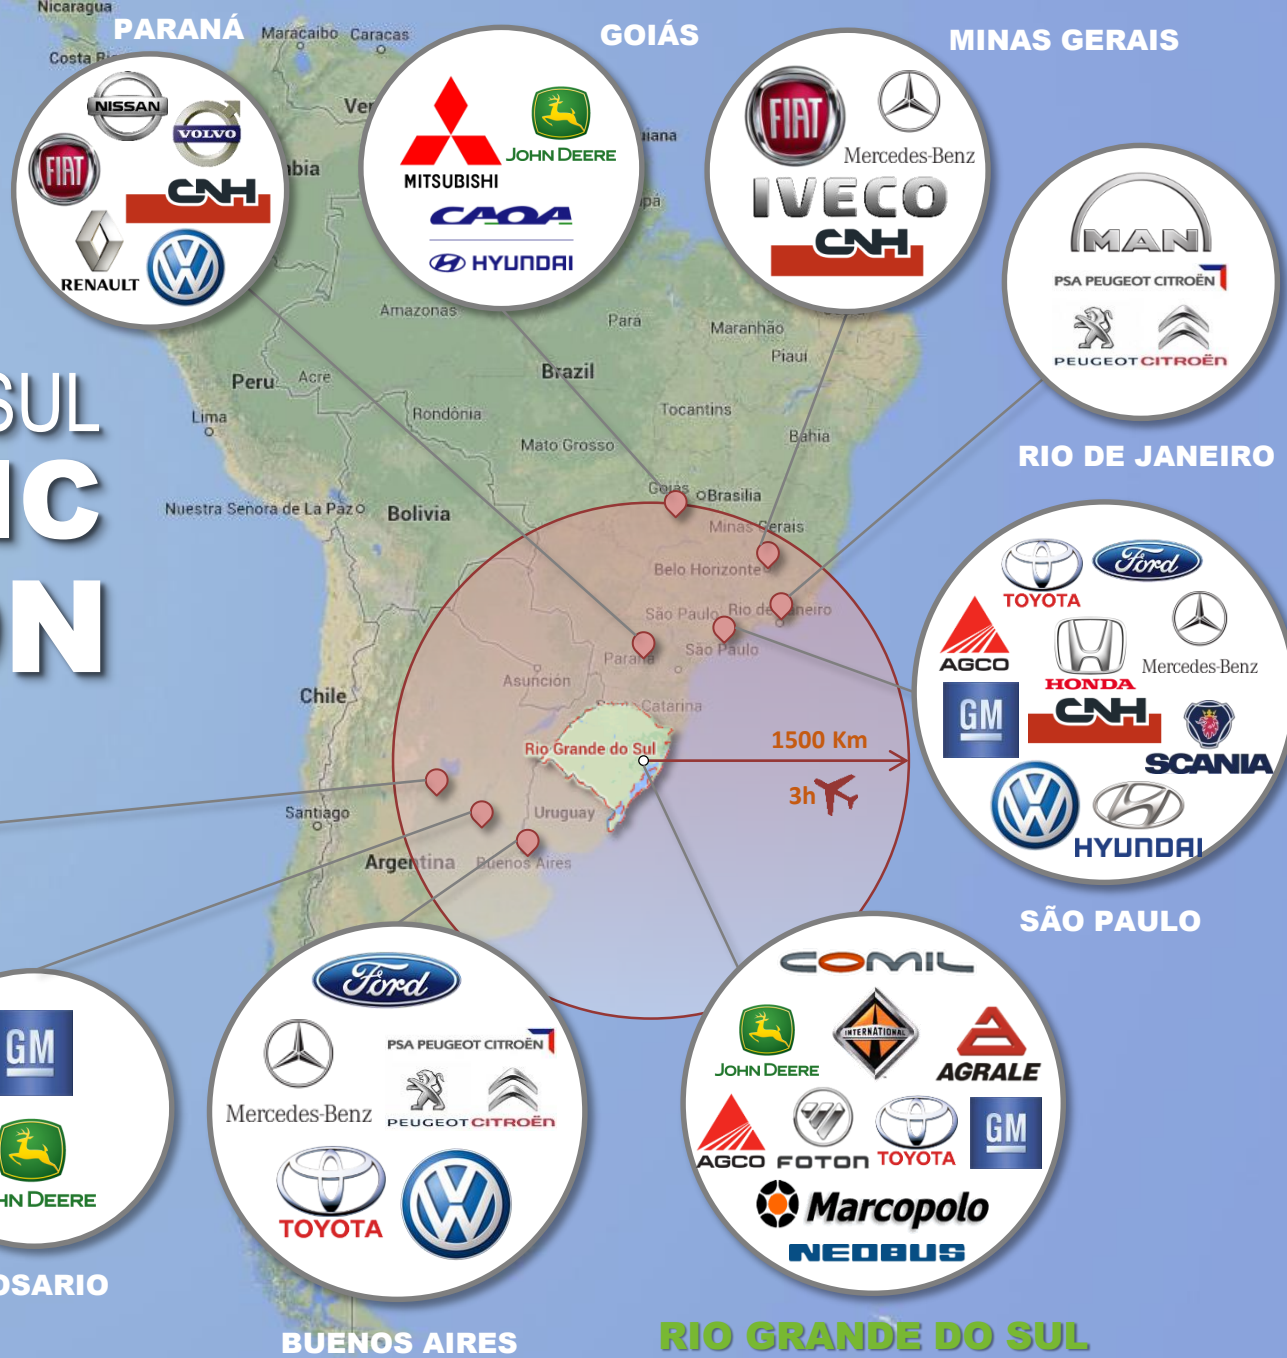 Nicaragua
PARANÁ
Maracaibo
Caracas
GOIÁS
MINAS GERAIS
Costa
NISSAN
VOLVO
FIAT
CNH
RENAULT
MITSUBISHI
JOHN DEERE
CAOA
HYUNDAI
FIAT
Mercedes-Benz
IVECO
CNH
MAN
PSA PEUGEOT CITROËN
PEUGEOT CITROËN
RIO DE JANEIRO
Amazonas
Pará
Maranhão
Piauí
Peru
Acre
Brazil
Lima
Rondônia
Tocantins
Mato Grosso
Bahia
SUL
Nuestra Señora de La Paz
Bolivia
Goiás
Brasilia
Minas Gerais
Belo Horizonte
São Paulo
Rio de Janeiro
São Paulo
Paraná
Asunción
Santa Catarina
Chile
Rio Grande do Sul
1500 Km
3h
Santiago
Uruguay
Argentina
Buenos Aires
TOYOTA
Ford
AGCO
HONDA
Mercedes-Benz
GM
CNH
SCANIA
HYUNDAI
SÃO PAULO
GM
HN DEERE
OSARIO
Ford
Mercedes-Benz
PSA PEUGEOT CITROËN
PEUGEOT CITROËN
TOYOTA
BUENOS AIRES
COMIL
JOHN DEERE
INTERNATIONAL
AGRALE
AGCO
FOTON
TOYOTA
GM
Marcopolo
NEOBUS
RIO GRANDE DO SUL